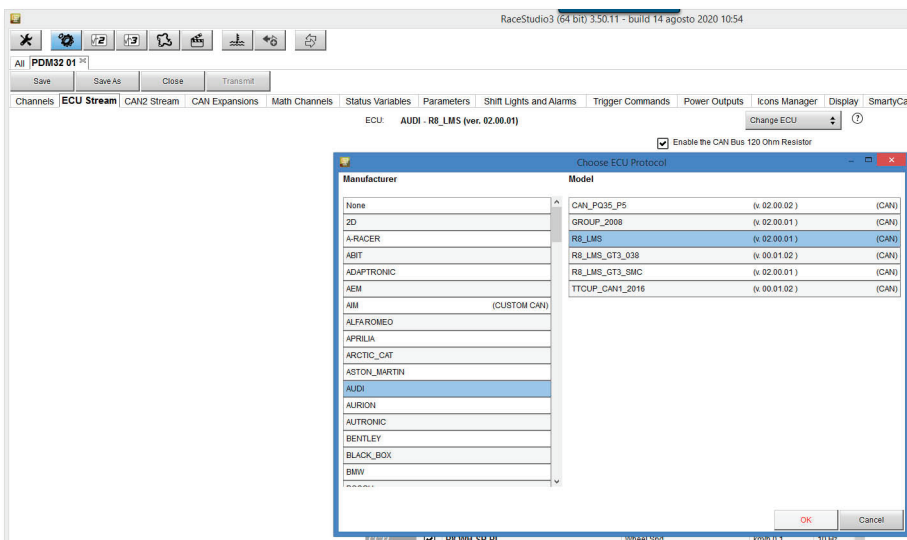 RaceStudio3 (64 bit) 3.50.11 - build 14 agosto 2020 10:54
All PDM32 01
Save Save As Close Transmit
Channels ECU Stream CAN2 Stream CAN Expansions Math Channels Status Variables Parameters Shift Lights and Alarms Trigger Commands Power Outputs Icons Manager Display SmartyCa
ECU: AUDI - R8_LMS (ver. 02.00.01) Change ECU ?
Enable the CAN Bus 120 Ohm Resistor
Choose ECU Protocol
Manufacturer Model
None CAN_PQ35_P5 (v. 02.00.02 ) (CAN)
2D GROUP_2008 (v. 02.00.01 ) (CAN)
A-RACER R8_LMS (v. 02.00.01 ) (CAN)
ABIT R8_LMS_GT3_038 (v. 00.01.02 ) (CAN)
ADAPTRONIC R8_LMS_GT3_SMC (v. 02.00.01 ) (CAN)
AEM TTCUP_CAN1_2016 (v. 00.01.02 ) (CAN)
AIM (CUSTOM CAN)
ALFAROMEO
APRILIA
ARCTIC_CAT
ASTON_MARTIN
AUDI
AURION
AUTRONIC
BENTLEY
BLACK_BOX
BMW
OK Cancel